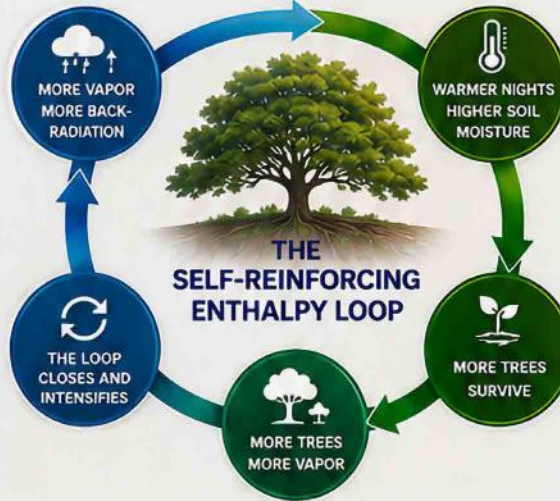 MORE VAPOR
MORE BACK-
RADIATION
WARMER NIGHTS
HIGHER SOIL
MOISTURE
THE
SELF-REINFORCING
ENTHALPY LOOP
THE LOOP
CLOSES AND
INTENSIFIES
MORE TREES
SURVIVE
MORE TREES
MORE VAPOR